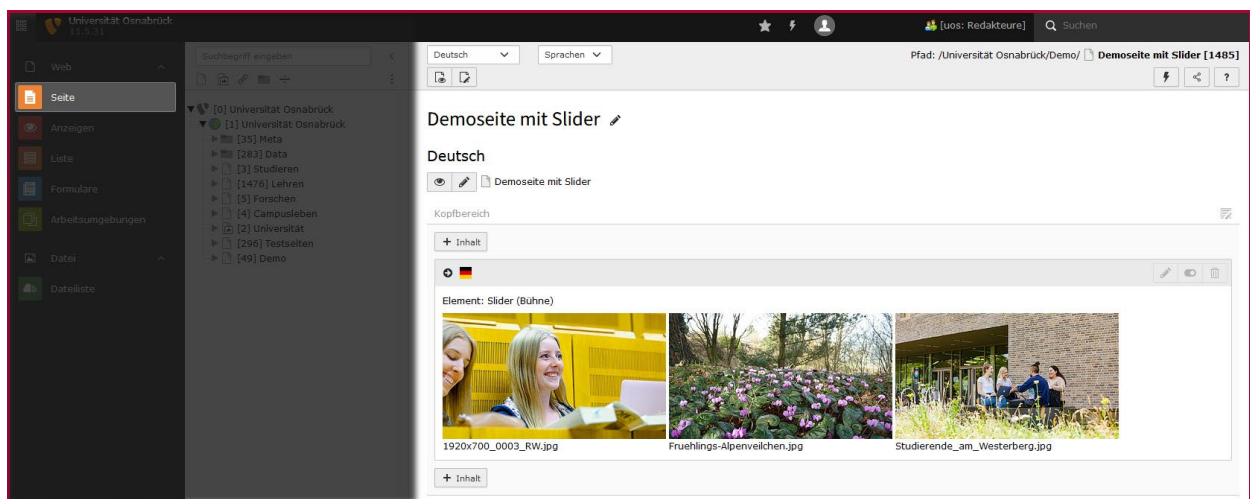 Universität Osnabrück
11.5.31
[uos: Redakteure]
Suchen
Web
Seite
Anzeigen
Liste
Formulare
Arbeitsumgebungen
Datei
Dateiliste
Suchbegriff eingeben
[0] Universität Osnabrück
[1] Universität Osnabrück
[35] Meta
[283] Data
[3] Studieren
[1476] Lehren
[5] Forschen
[4] Campusleben
[2] Universität
[296] Testseiten
[49] Demo
Deutsch
Sprachen
Pfad: /Universität Osnabrück/Demo/ Demoseite mit Slider [1485]
?
Demoseite mit Slider
Deutsch
Demoseite mit Slider
Kopfbereich
+ Inhalt
Element: Slider (Bühne)
1920x700_0003_RW.jpg Fruehlings-Alpenveilchen.jpg Studierende_am_Westerberg.jpg
+ Inhalt